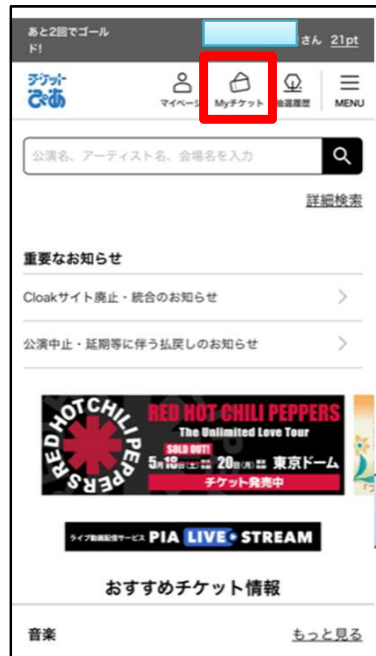 あと2回でゴール
ド!
さん 21pt
チケット
ぴあ
マイページ
Myチケット
抽選履歴
MENU
公演名、アーティスト名、会場名を入力
詳細検索
重要なお知らせ
Cloakサイト廃止・統合のお知らせ
公演中止・延期等に伴う払戻しのお知らせ
RED HOT CHILI PEPPERS
RED HOT CHILI PEPPERS
The Unlimited Love Tour
SOLD OUT!
5月18日(土) 20日(月) 東京ドーム
チケット発売中
ライブ動画配信サービス PIA LIVE STREAM
おすすめチケット情報
音楽
もっと見る